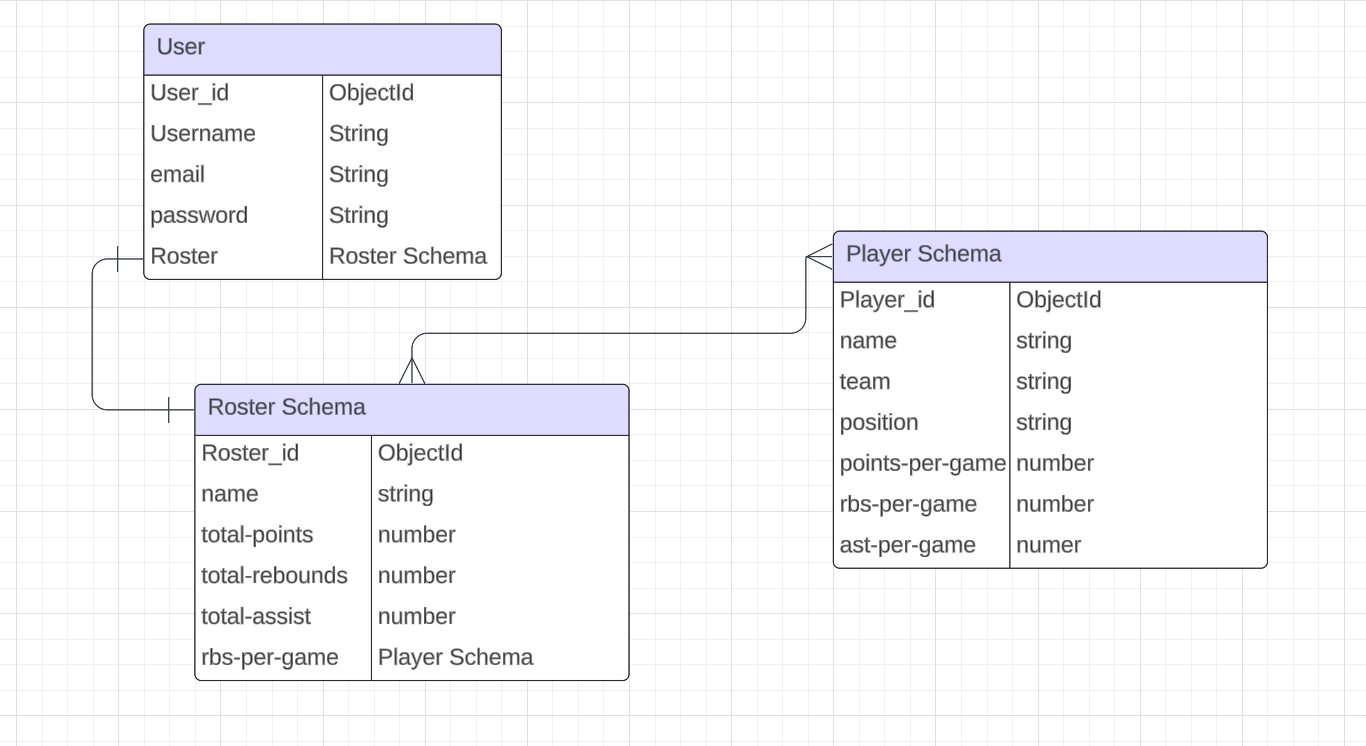 User
User_id ObjectId
Username String
email String
password String
Roster Roster Schema
Player Schema
Player_id ObjectId
name string
team string
position string
points-per-game number
rbs-per-game number
ast-per-game numer
Roster Schema
Roster_id ObjectId
name string
total-points number
total-rebounds number
total-assist number
rbs-per-game Player Schema